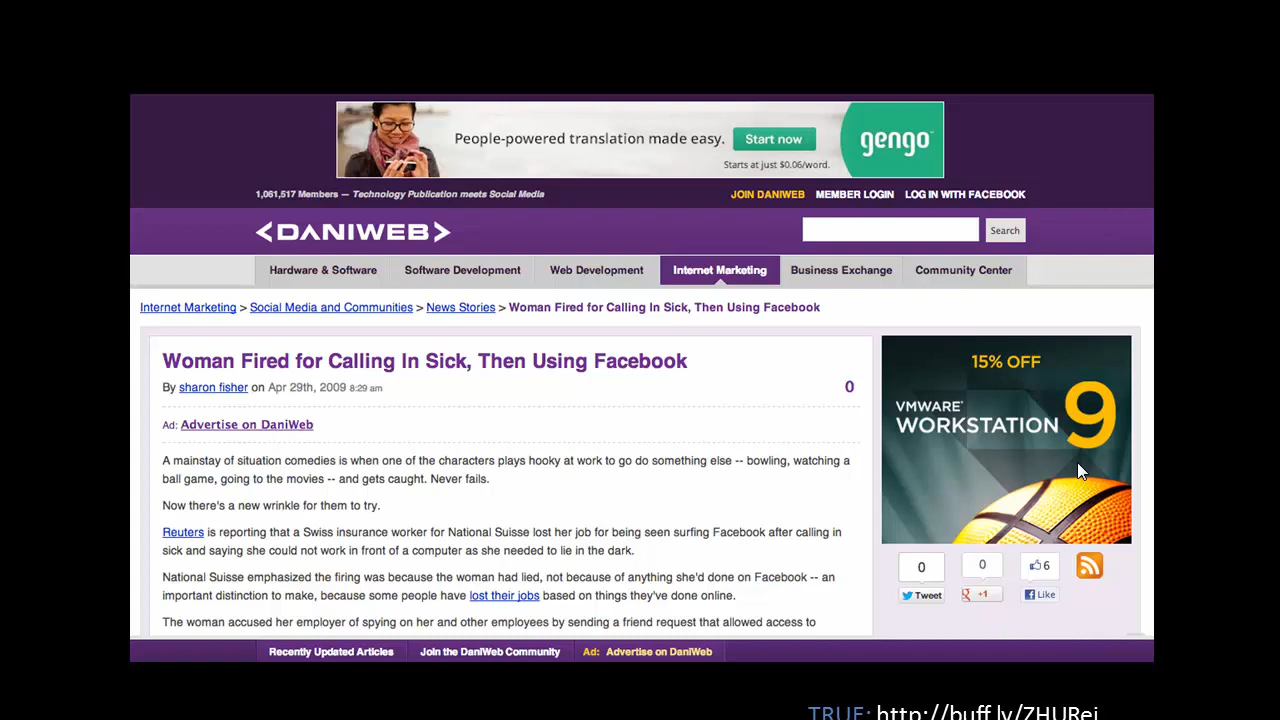 People-powered translation made easy. Start now gengo
Starts at just $0.06/word.
1,061,517 Members — Technology Publication meets Social Media JOIN DANIWEB MEMBER LOGIN LOG IN WITH FACEBOOK
<DANIWEB> Search
Hardware & Software Software Development Web Development Internet Marketing Business Exchange Community Center
Internet Marketing > Social Media and Communities > News Stories > Woman Fired for Calling In Sick, Then Using Facebook
Woman Fired for Calling In Sick, Then Using Facebook
By sharon fisher on Apr 29th, 2009 8:29 am 0
Ad: Advertise on DaniWeb
A mainstay of situation comedies is when one of the characters plays hooky at work to go do something else -- bowling, watching a
ball game, going to the movies -- and gets caught. Never fails.
Now there's a new wrinkle for them to try.
Reuters is reporting that a Swiss insurance worker for National Suisse lost her job for being seen surfing Facebook after calling in
sick and saying she could not work in front of a computer as she needed to lie in the dark.
National Suisse emphasized the firing was because the woman had lied, not because of anything she'd done on Facebook -- an
important distinction to make, because some people have lost their jobs based on things they've done online.
The woman accused her employer of spying on her and other employees by sending a friend request that allowed access to
15% OFF
VMWARE
WORKSTATION 9
0 0 6
Tweet +1 Like
Recently Updated Articles Join the DaniWeb Community Ad: Advertise on DaniWeb
TRUE: http://buff.ly/ZHURei